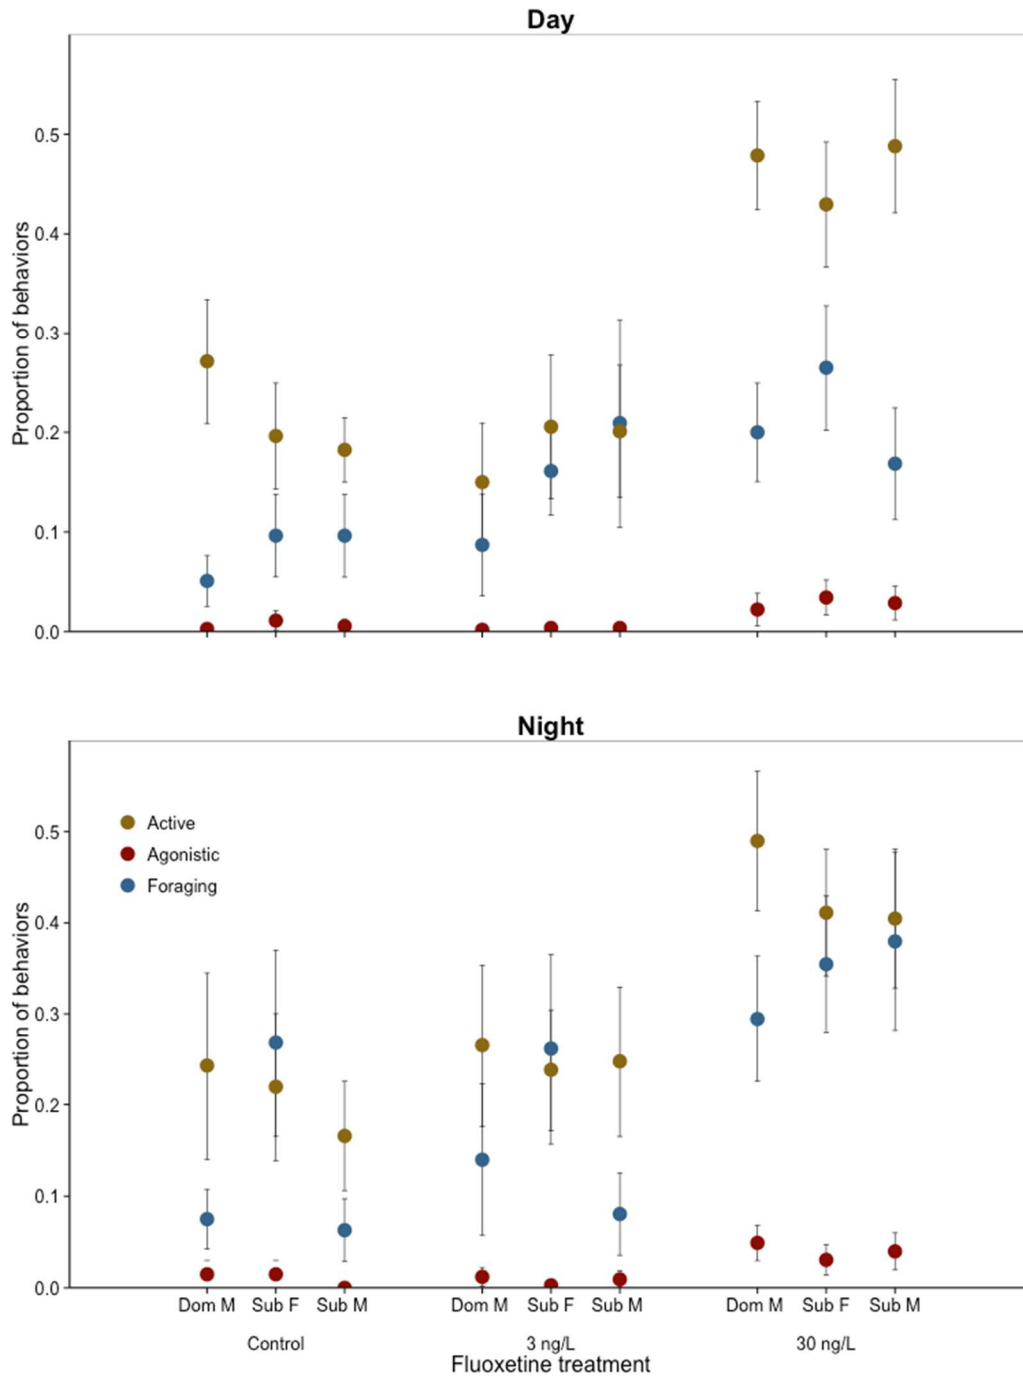 Day
Proportion of behaviors
0.5
0.4
0.3
0.2
0.1
0.0
Night
Proportion of behaviors
0.5
0.4
0.3
0.2
0.1
0.0
Active
Agonistic
Foraging
Dom M Sub F Sub M Dom M Sub F Sub M Dom M Sub F Sub M
Control 3 ng/L 30 ng/L
Fluoxetine treatment